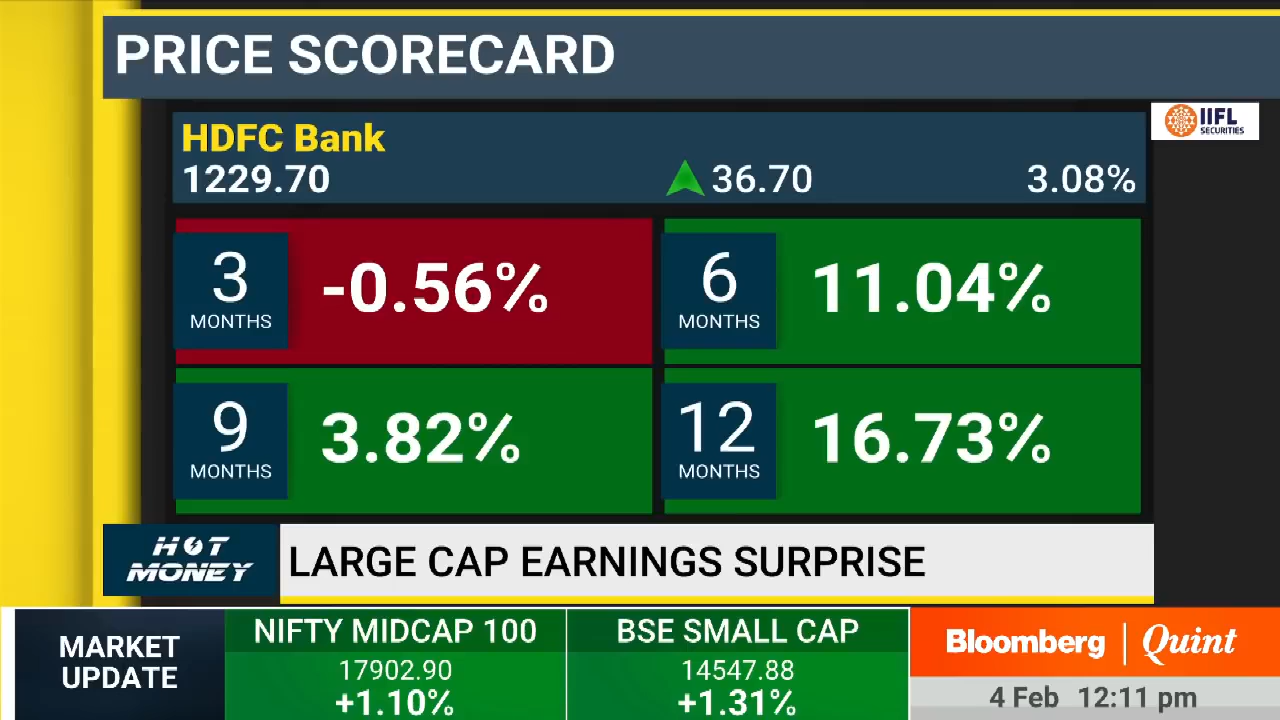 PRICE SCORECARD
IIFL
SECURITIES
HDFC Bank
1229.70
36.70
3.08%
3
MONTHS
-0.56%
6
MONTHS
11.04%
9
MONTHS
3.82%
12
MONTHS
16.73%
HOT
MONEY
LARGE CAP EARNINGS SURPRISE
MARKET
UPDATE
NIFTY MIDCAP 100
17902.90
+1.10%
BSE SMALL CAP
14547.88
+1.31%
Bloomberg | Quint
4 Feb 12:11 pm